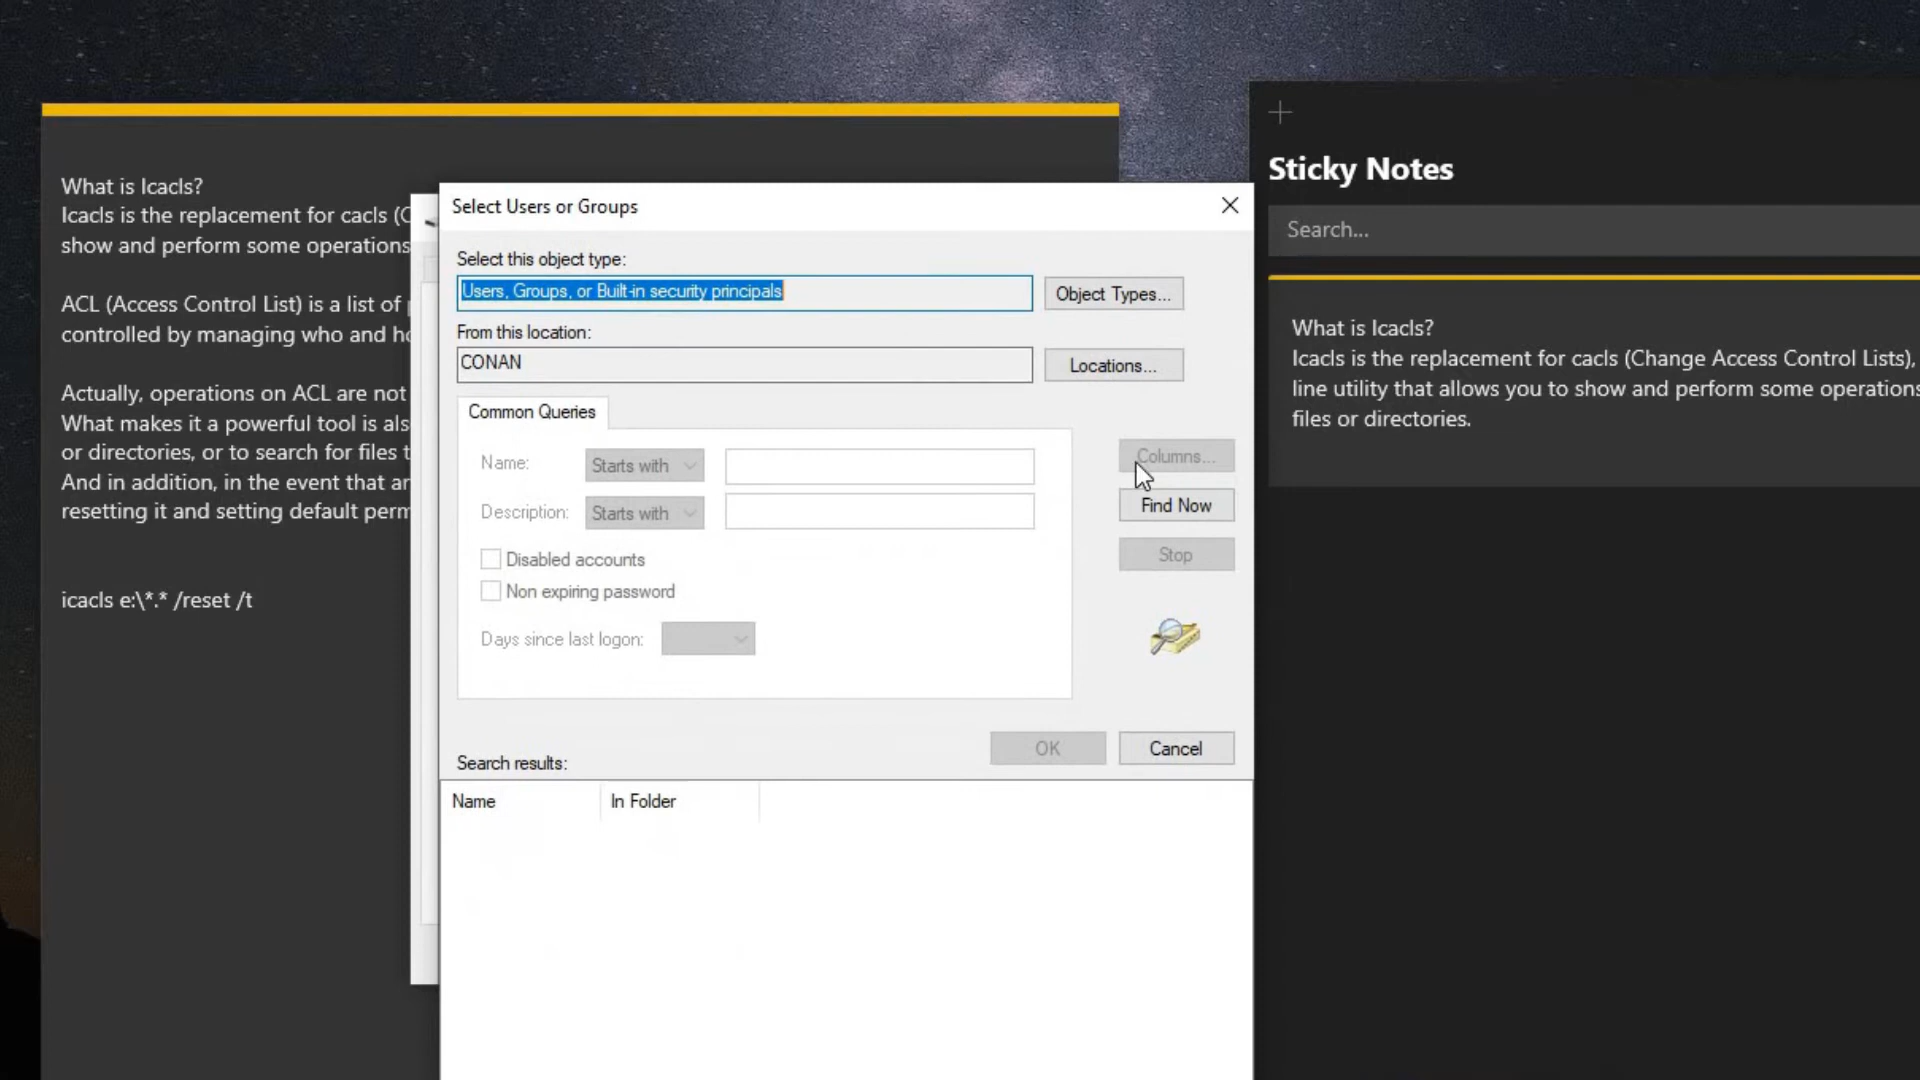 What is Icacls?
Icacls is the replacement for cacls (C
show and perform some operations
ACL (Access Control List) is a list of
controlled by managing who and ho
Actually, operations on ACL are not
What makes it a powerful tool is als
or directories, or to search for files t
And in addition, in the event that ar
resetting it and setting default perm
icacls e:\*.* /reset /t
Select Users or Groups
Select this object type:
Users, Groups, or Built-in security principals
Object Types...
From this location:
CONAN
Locations...
Common Queries
Name:
Starts with
Description:
Starts with
Disabled accounts
Non expiring password
Days since last logon:
Columns...
Find Now
Stop
OK
Cancel
Search results:
Name
In Folder
Sticky Notes
Search...
What is Icacls?
Icacls is the replacement for cacls (Change Access Control Lists),
line utility that allows you to show and perform some operations
files or directories.